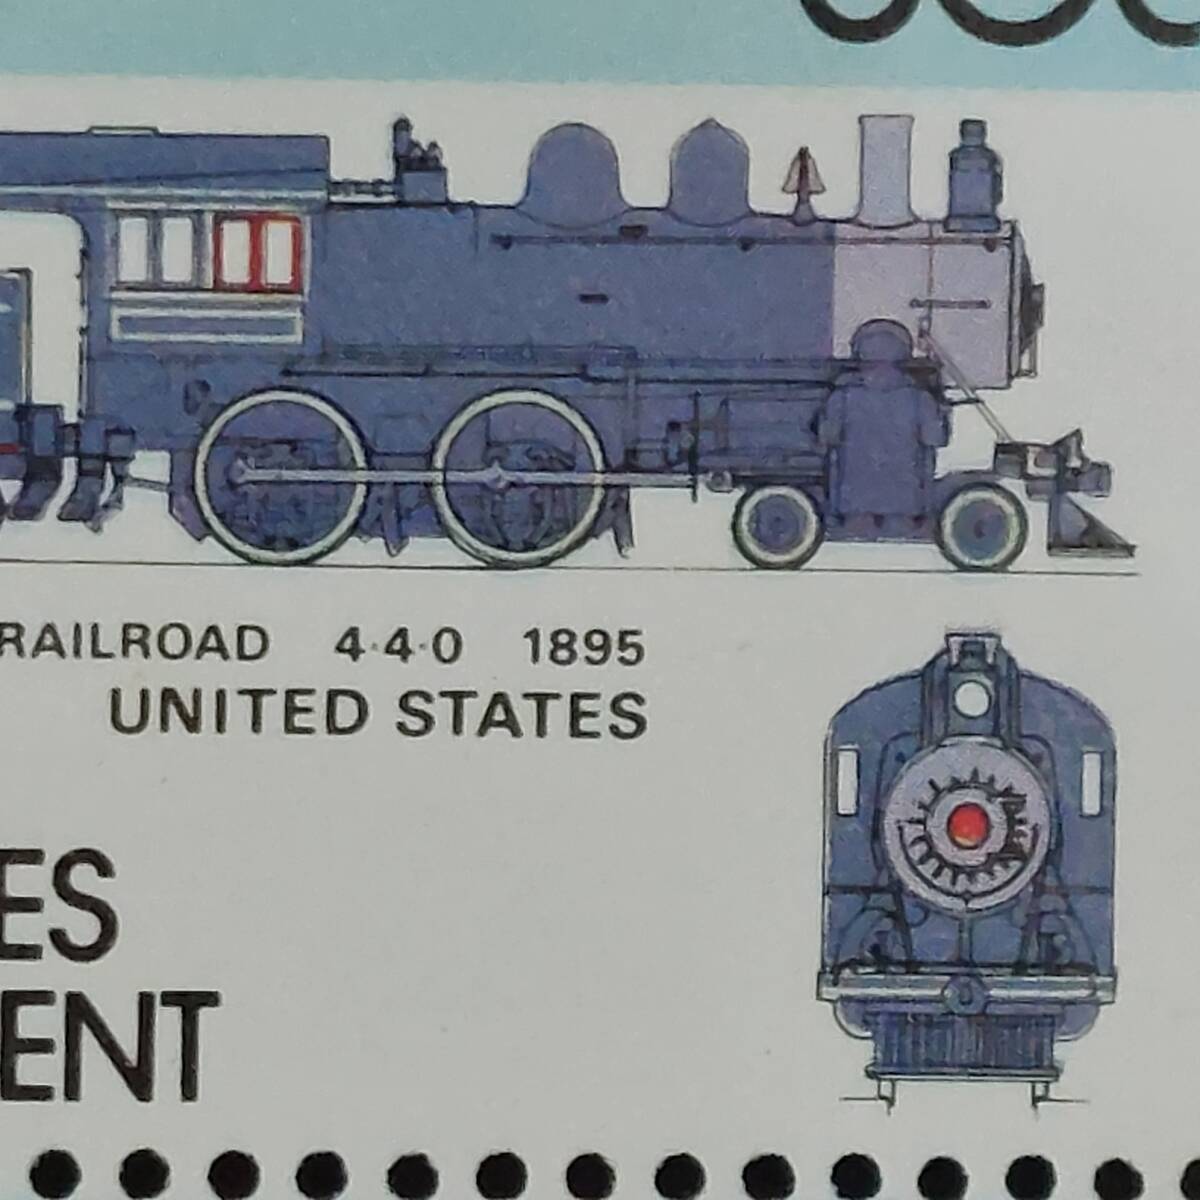 RAILROAD 4·4·0 1895
UNITED STATES
ES
ENT